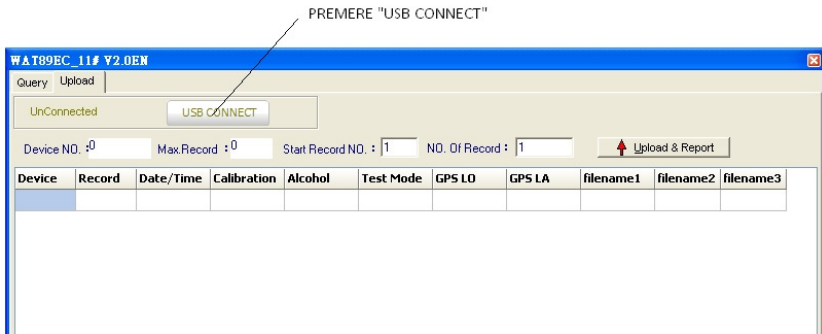 PREMERE "USB CONNECT"
WAT89EC_11# V2.0EN
Query Upload
UnConnected USB CONNECT
Device NO. :0 Max.Record :0 Start Record NO. : 1 NO. Of Record : 1 Upload & Report
Device Record Date/Time Calibration Alcohol Test Mode GPS LO GPS LA filename1 filename2 filename3